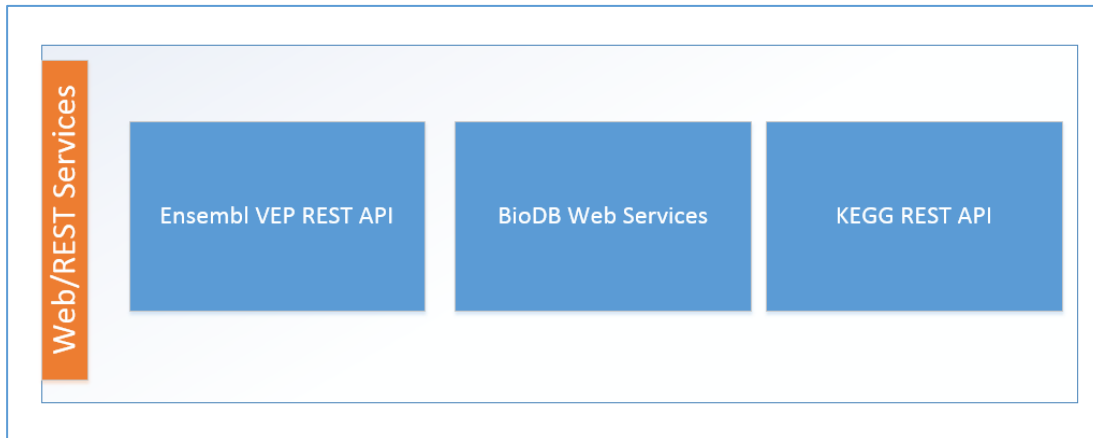 Web/REST Services
Ensembl VEP REST API
BioDB Web Services
KEGG REST API